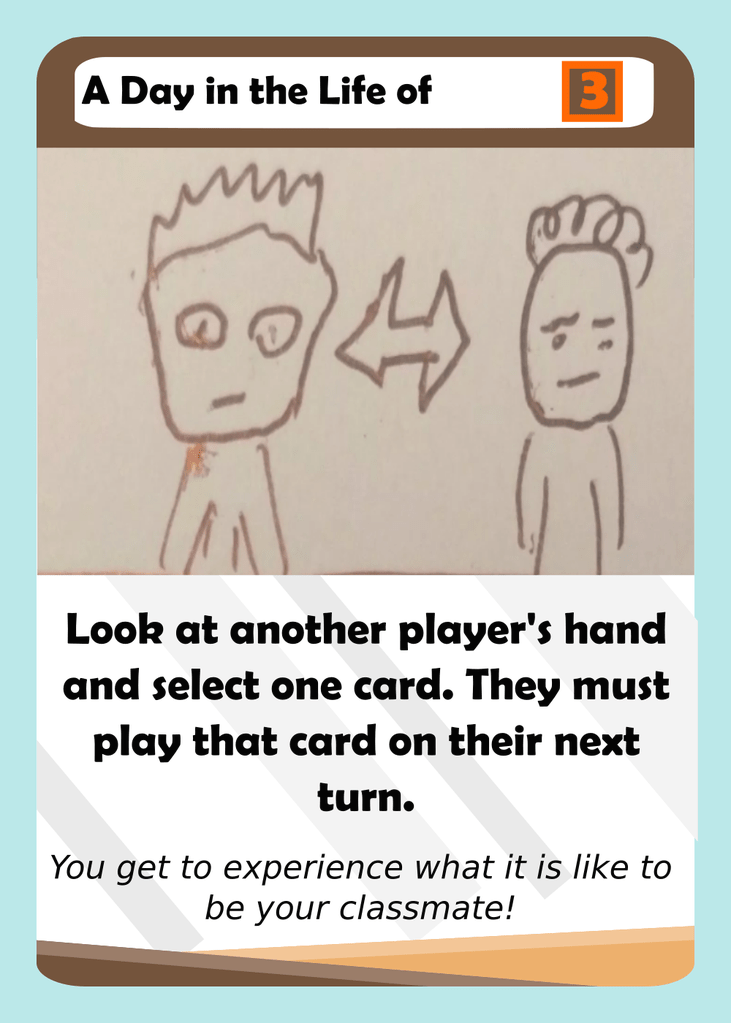 A Day in the Life of 3
Look at another player's hand
and select one card. They must
play that card on their next
turn.
You get to experience what it is like to
be your classmate!